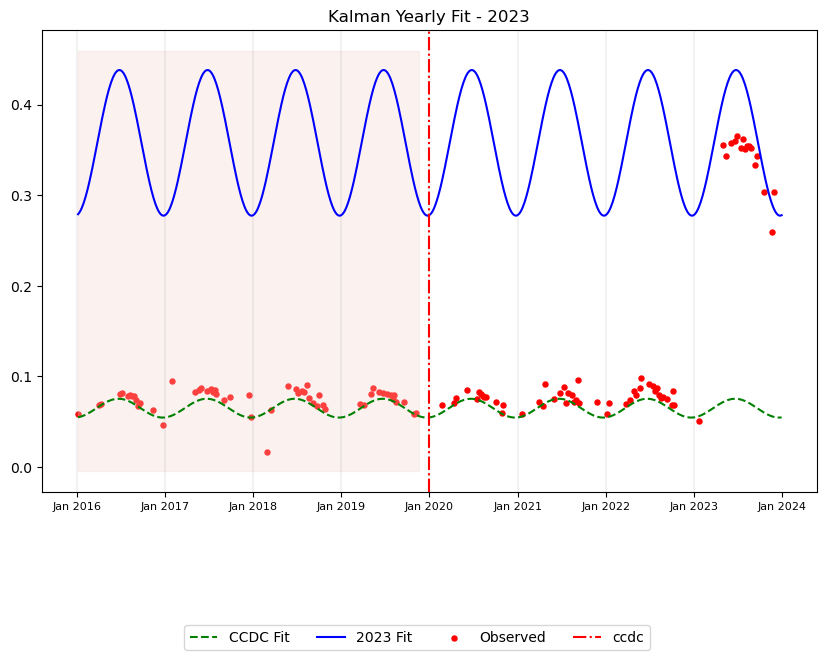 Kalman Yearly Fit - 2023
0.4
0.3
0.2
0.1
0.0
Jan 2016 Jan 2017 Jan 2018 Jan 2019 Jan 2020 Jan 2021 Jan 2022 Jan 2023 Jan 2024
CCDC Fit 2023 Fit Observed ccdc